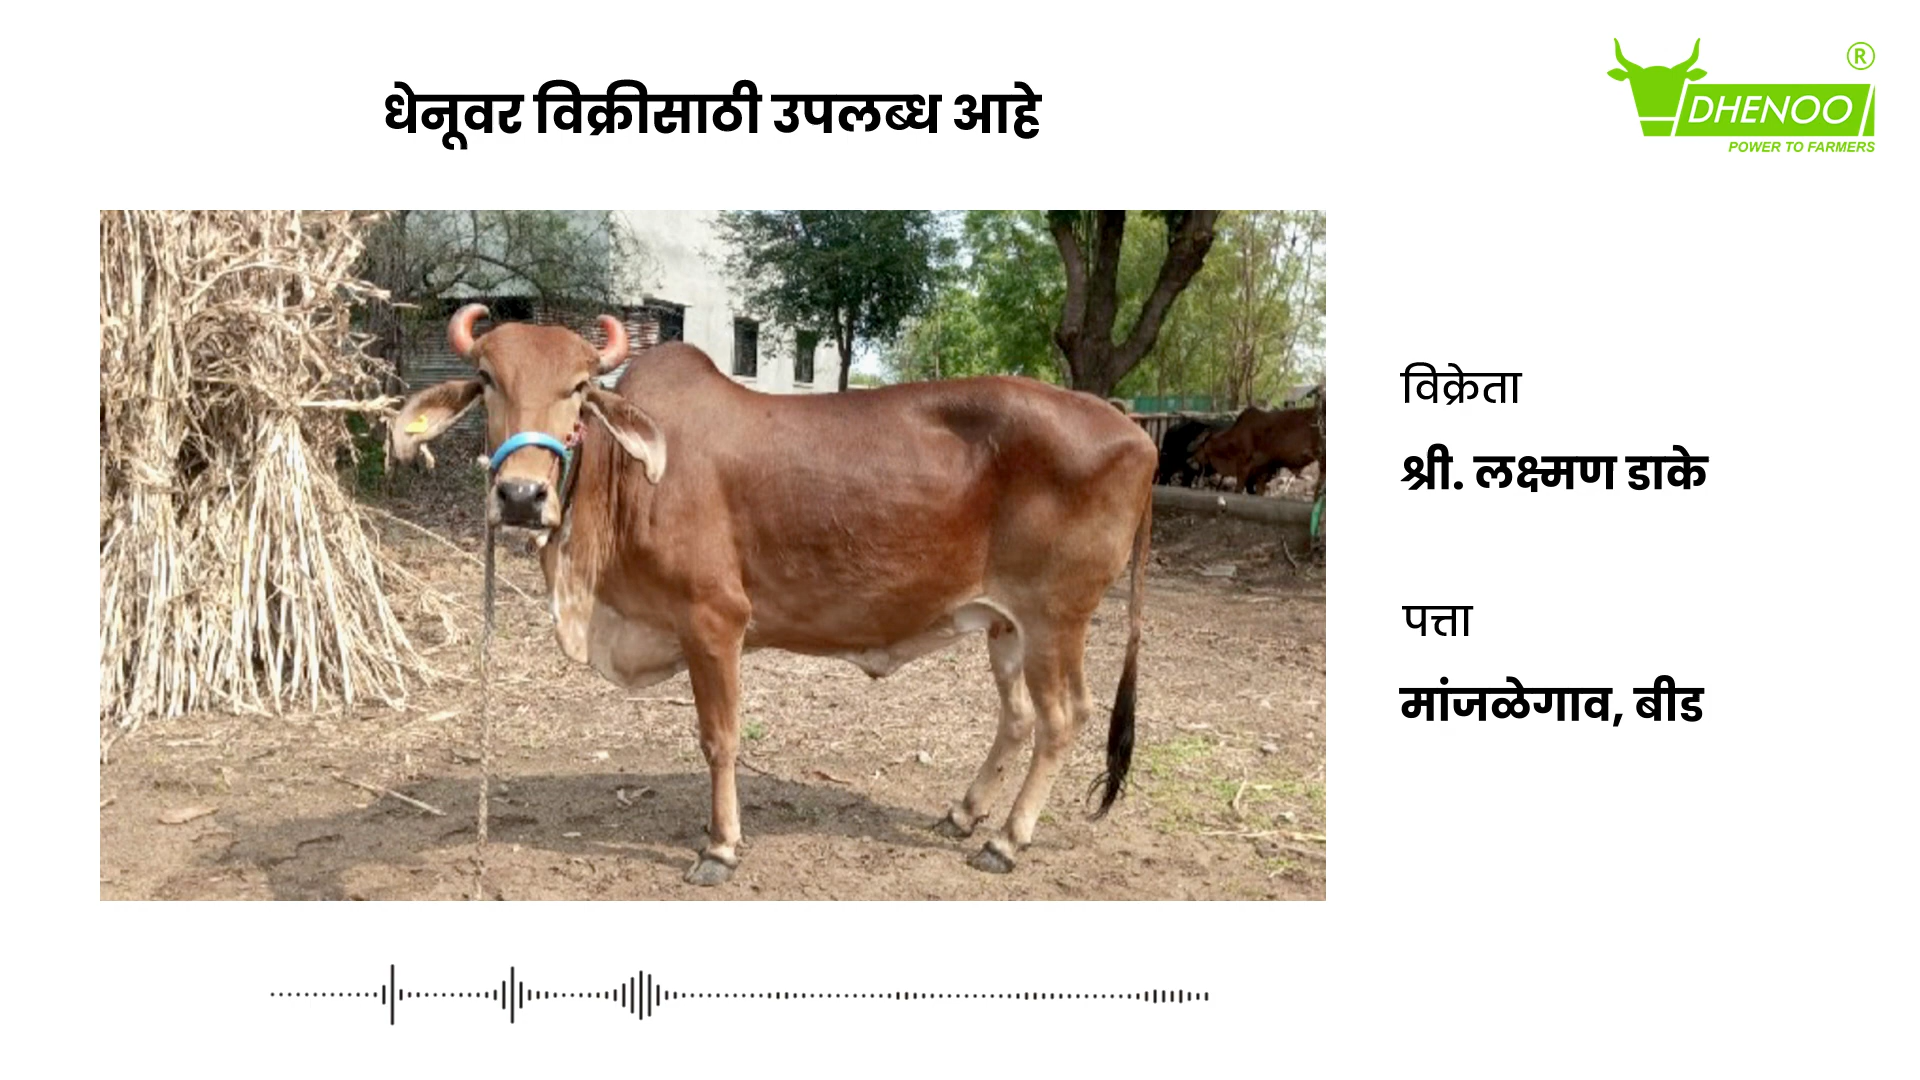 धेनूवर विक्रीसाठी उपलब्ध आहे
®
DHENOO
POWER TO FARMERS
विक्रेता
श्री. लक्ष्मण डाके
पत्ता
मांजळेगाव, बीड